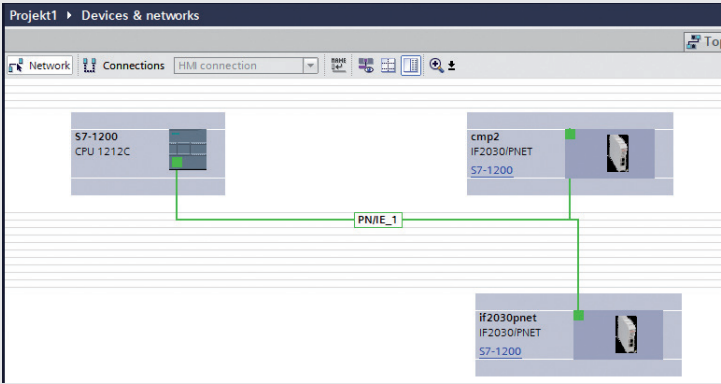 Projekt1 ▸ Devices & networks
Top
Network Connections HMI connection
S7-1200
CPU 1212C
cmp2
IF2030/PNET
S7-1200
PN/IE_1
if2030pnet
IF2030/PNET
S7-1200